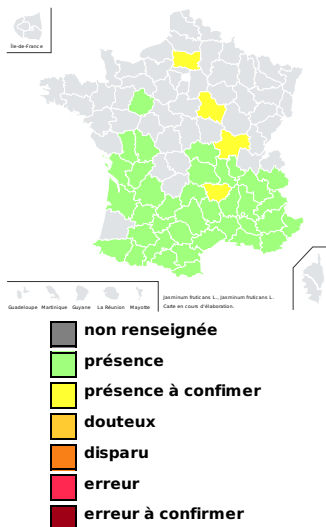 Île-de-France
Guadeloupe Martinique Guyane La Réunion Mayotte
Jasminum fruticans L., Jasminum fruticans L.
Carte en cours d'élaboration.
non renseignée
présence
présence à confimer
douteux
disparu
erreur
erreur à confirmer